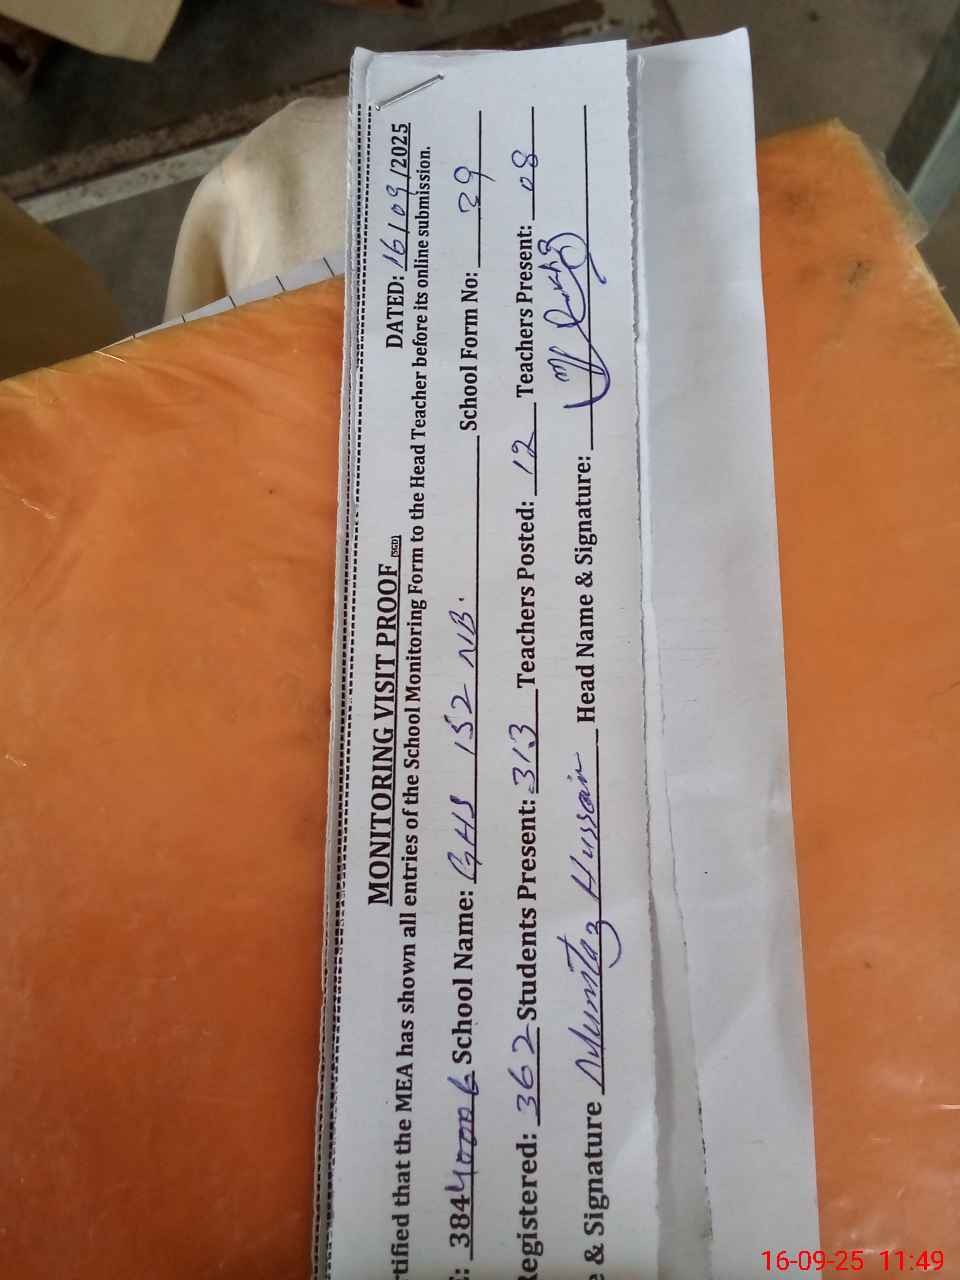 MONITORING VISIT PROOF (SGD) DATED: 16/09/2025
rtified that the MEA has shown all entries of the School Monitoring Form to the Head Teacher before its online submission.
: 38440006 School Name: GHS 152 NB. School Form No: 39
Registered: 362 Students Present: 313 Teachers Posted: 12 Teachers Present: 08
e & Signature Mumtaz Hussain Head Name & Signature:
16-09-25 11:49